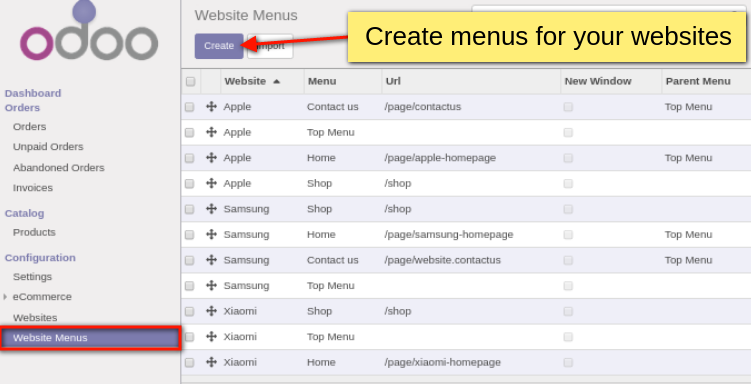 odoo
Website Menus
Create menus for your websites
Create
Dashboard
Orders
Orders
Unpaid Orders
Abandoned Orders
Invoices
Catalog
Products
Configuration
Settings
eCommerce
Websites
Website Menus
Website Menu Url New Window Parent Menu
Apple Contact us /page/contactus Top Menu
Apple Top Menu
Apple Home /page/apple-homepage Top Menu
Apple Shop /shop
Samsung Shop /shop
Samsung Home /page/samsung-homepage Top Menu
Samsung Contact us /page/website.contactus Top Menu
Samsung Top Menu
Xiaomi Shop /shop
Xiaomi Top Menu
Xiaomi Home /page/xiaomi-homepage